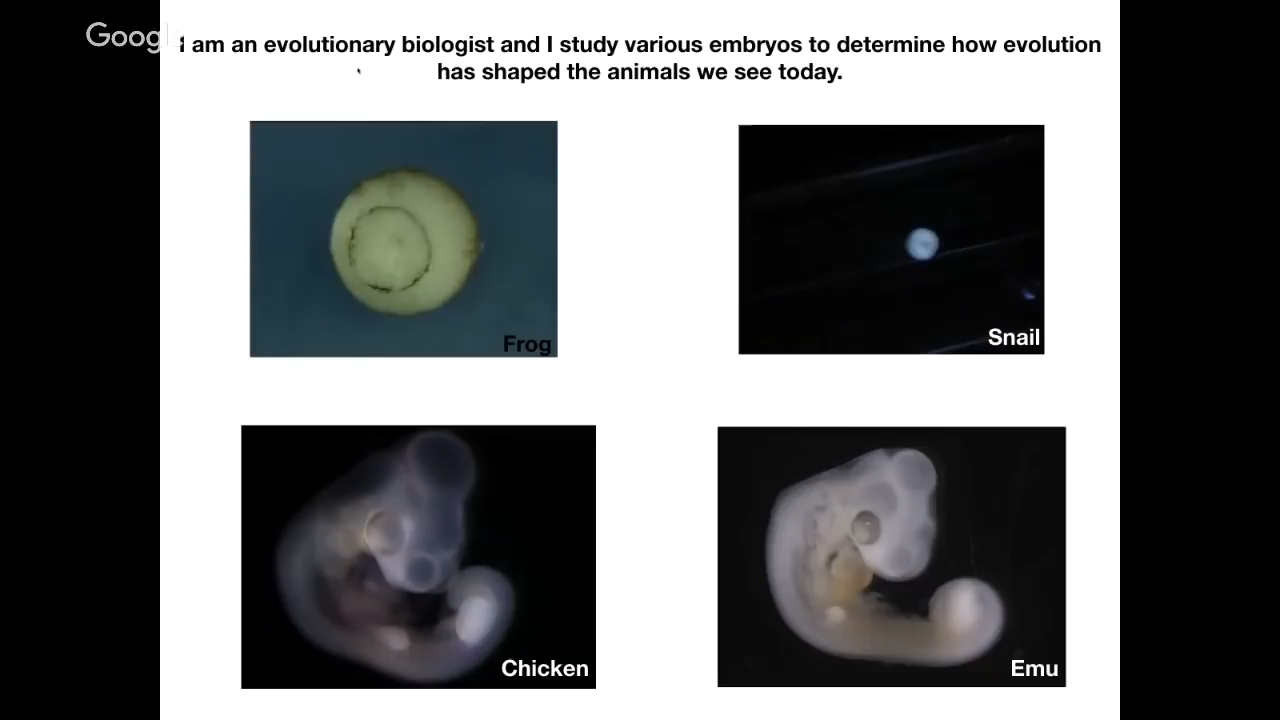 Googl
I am an evolutionary biologist and I study various embryos to determine how evolution
has shaped the animals we see today.
Frog
Snail
Chicken
Emu